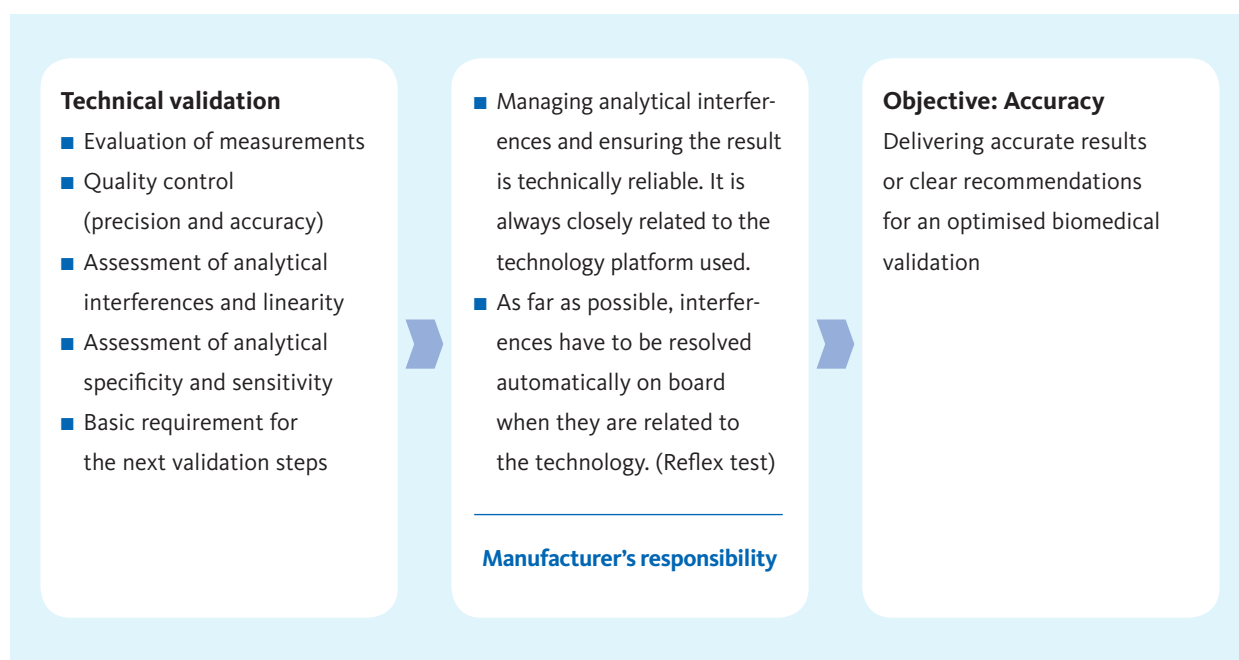 Technical validation
■ Evaluation of measurements
■ Quality control
(precision and accuracy)
■ Assessment of analytical
interferences and linearity
■ Assessment of analytical
specificity and sensitivity
■ Basic requirement for
the next validation steps
■ Managing analytical interfer-
ences and ensuring the result
is technically reliable. It is
always closely related to the
technology platform used.
■ As far as possible, interfer-
ences have to be resolved
automatically on board
when they are related to
the technology. (Reflex test)
Manufacturer’s responsibility
Objective: Accuracy
Delivering accurate results
or clear recommendations
for an optimised biomedical
validation